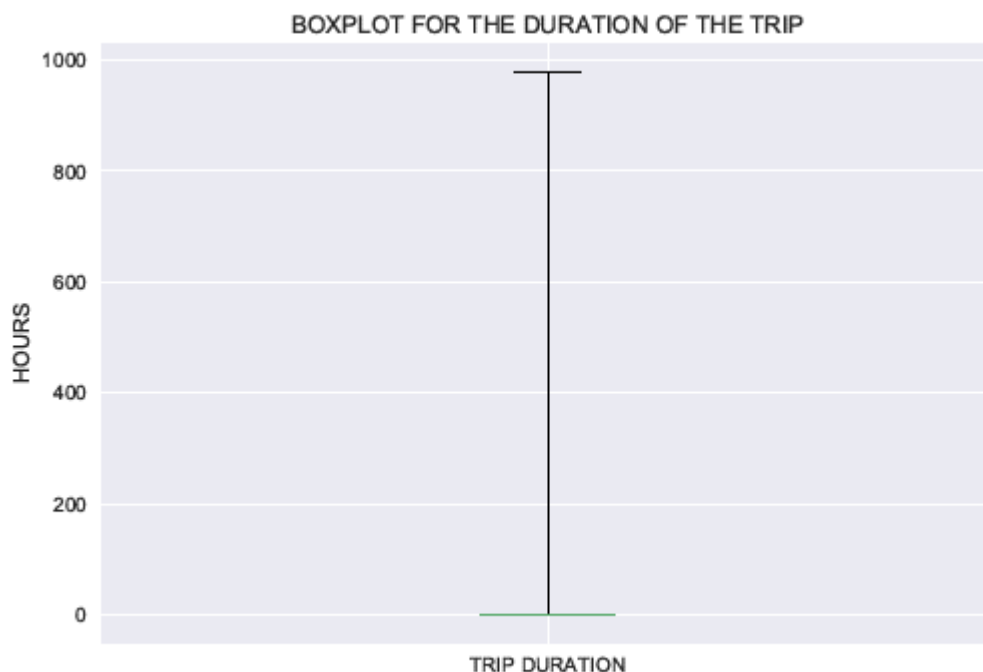 BOXPLOT FOR THE DURATION OF THE TRIP
1000
800
600
400
200
0
HOURS
TRIP DURATION